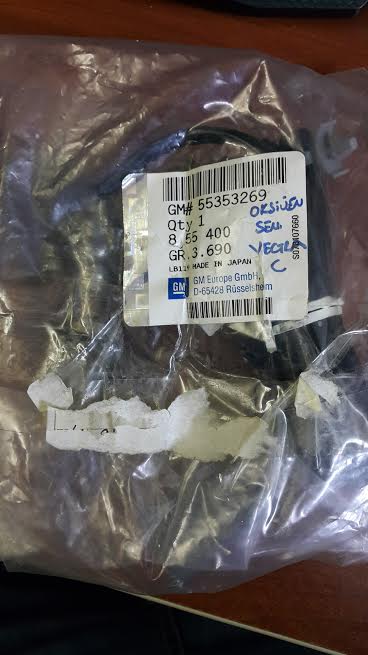 GM# 55353269
Qty 1
8 55 400
GR.3.690
LB11# MADE IN JAPAN
GM
GM Europe GmbH,
D-65428 Rüsselsheim
OKSİJEN
SEN
VECTRA
C